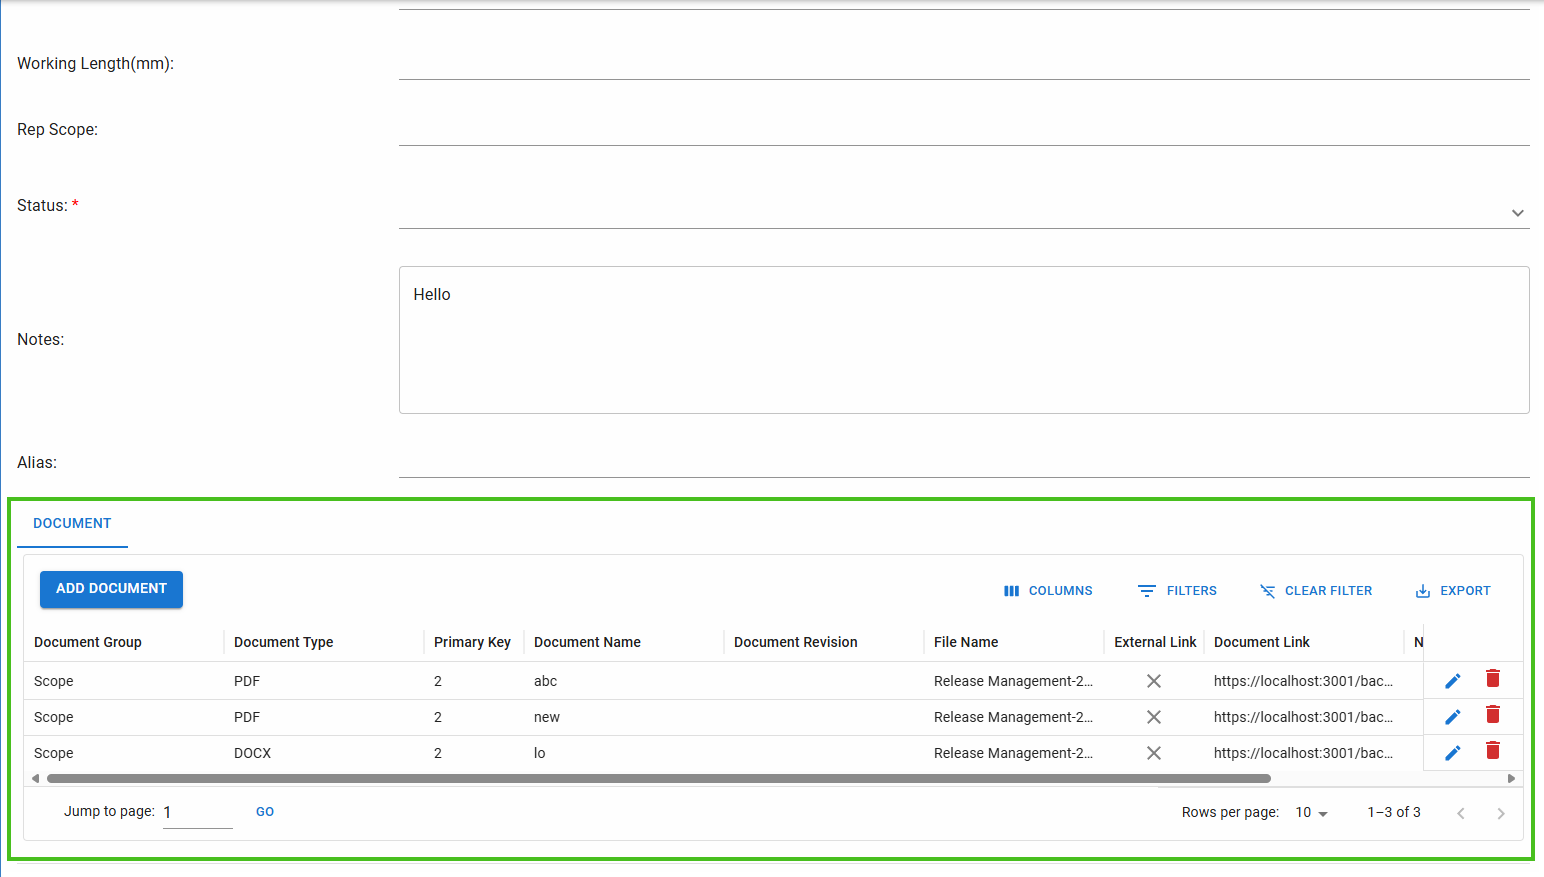 Working Length(mm):
Rep Scope:
Status: *
Hello
Notes:
Alias:
DOCUMENT
ADD DOCUMENT COLUMNS FILTERS CLEAR FILTER EXPORT
Document Group Document Type Primary Key Document Name Document Revision File Name External Link Document Link N
Scope PDF 2 abc Release Management-2... https://localhost:3001/bac...
Scope PDF 2 new Release Management-2... https://localhost:3001/bac...
Scope DOCX 2 lo Release Management-2... https://localhost:3001/bac...
Jump to page: 1 GO Rows per page: 10 1–3 of 3